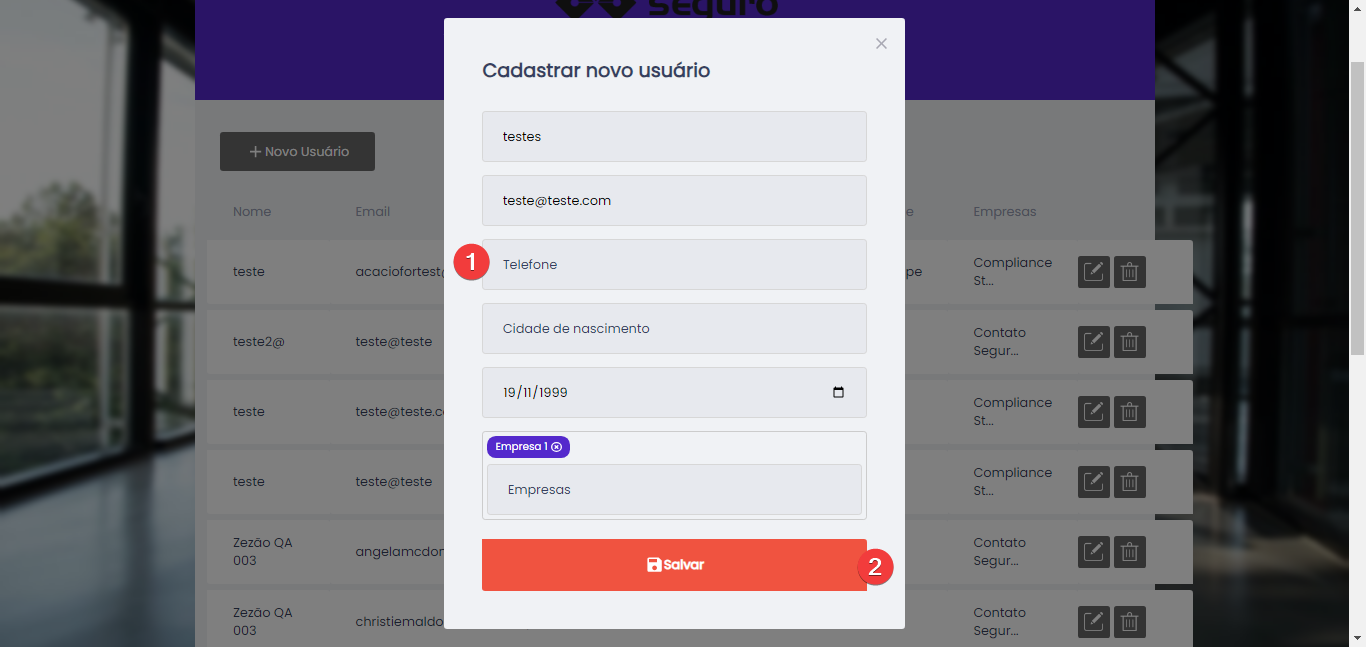 seguro
Cadastrar novo usuário
testes
+ Novo Usuário
teste@teste.com
Nome
Email
Empresas
1
Telefone
teste
acaciofortest
pe
Compliance
St...
Cidade de nascimento
teste2@
teste@teste
Contato
Segur...
19/11/1999
teste
teste@teste.c
Compliance
St...
Empresa 1
Empresas
teste
teste@teste
Compliance
St...
Zezão QA
003
angelamcdon
Contato
Segur...
Salvar
2
Zezão QA
003
christiemaldo
Contato
Segur...